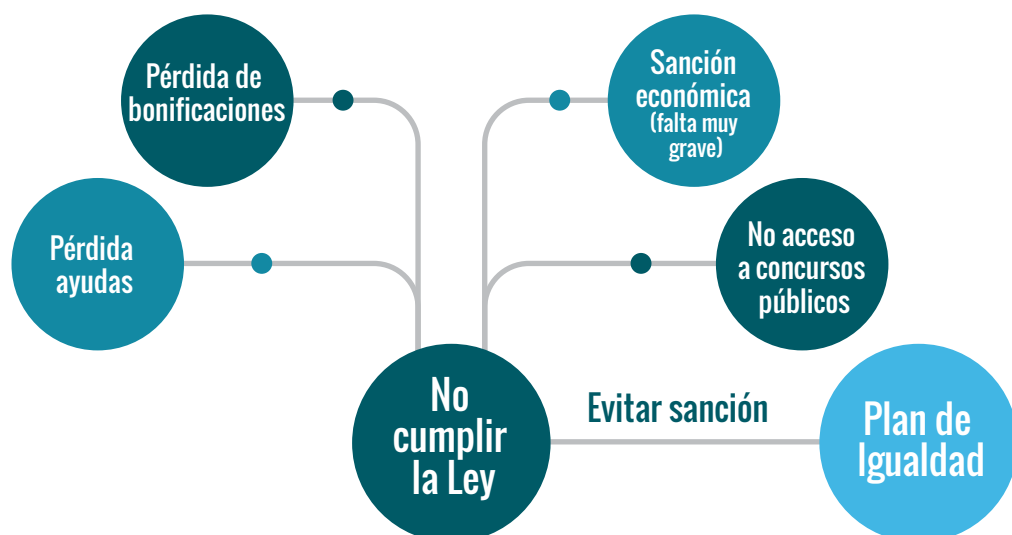 Pérdida de
bonificaciones
Sanción
económica
(falta muy
grave)
Pérdida
ayudas
No acceso
a concursos
públicos
No
cumplir
la Ley
Evitar sanción
Plan de
Igualdad